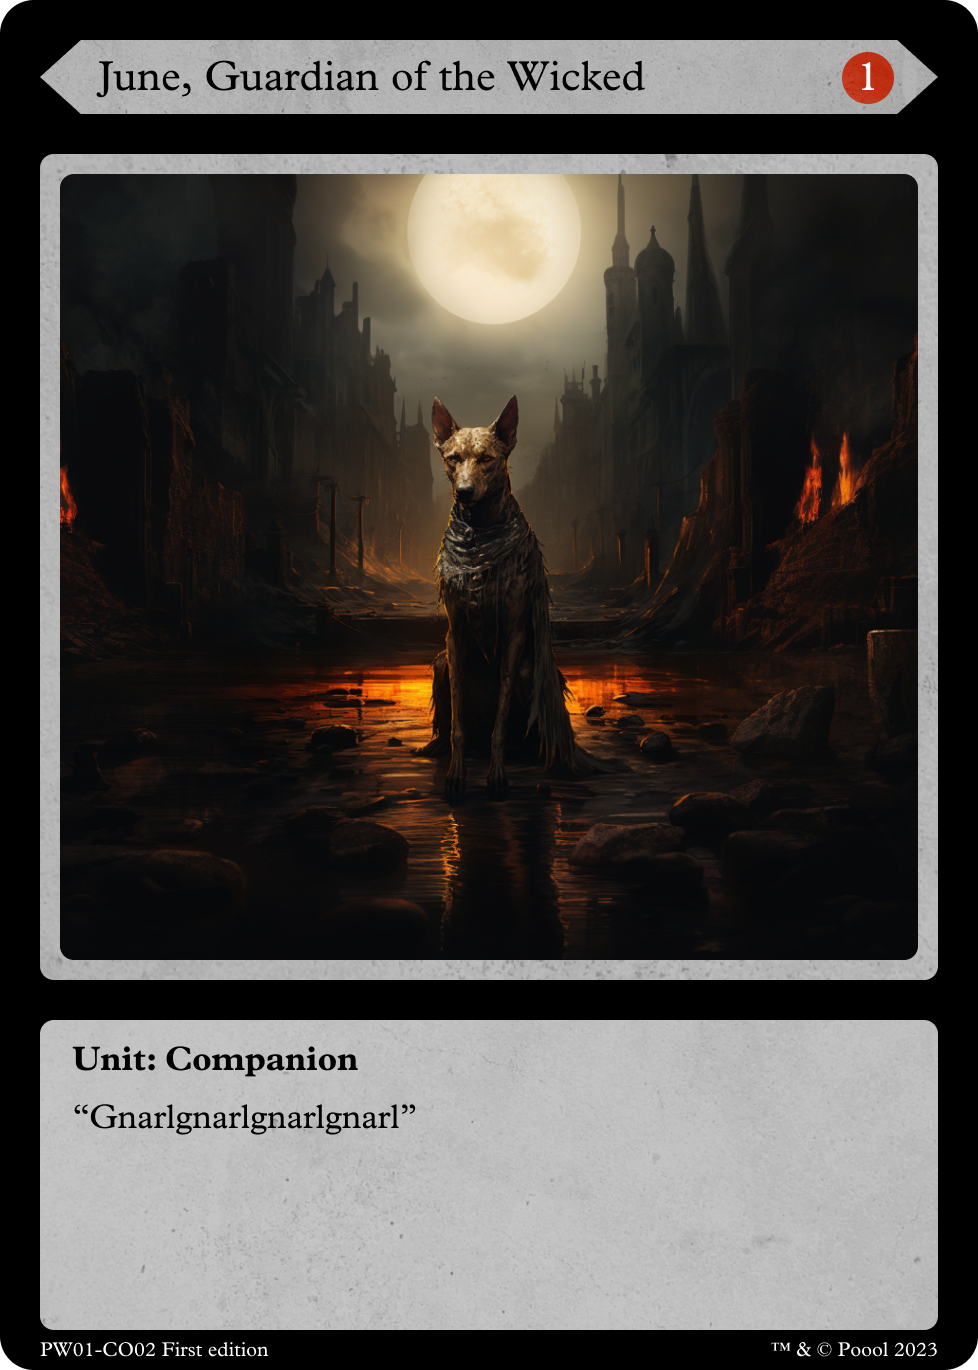 June, Guardian of the Wicked 1
Unit: Companion
“Gnarlgnarlgnarlgnarl”
PW01-CO02 First edition
™ & © Poool 2023